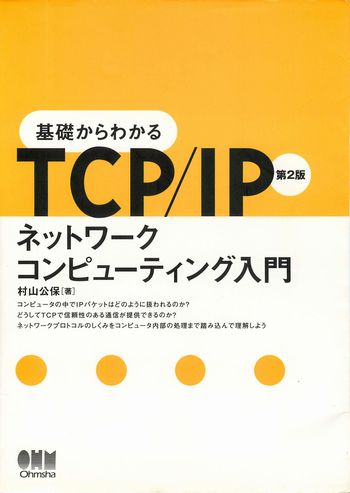 基礎からわかる
TCP/IP 第2版
ネットワーク
コンピューティング入門
村山公保[著]
コンピュータの中でIPパケットはどのように扱われるのか?
どうしてTCPで信頼性のある通信が提供できるのか?
ネットワークプロトコルのしくみをコンピュータ内部の処理まで踏み込んで理解しよう
OHM
Ohmsha